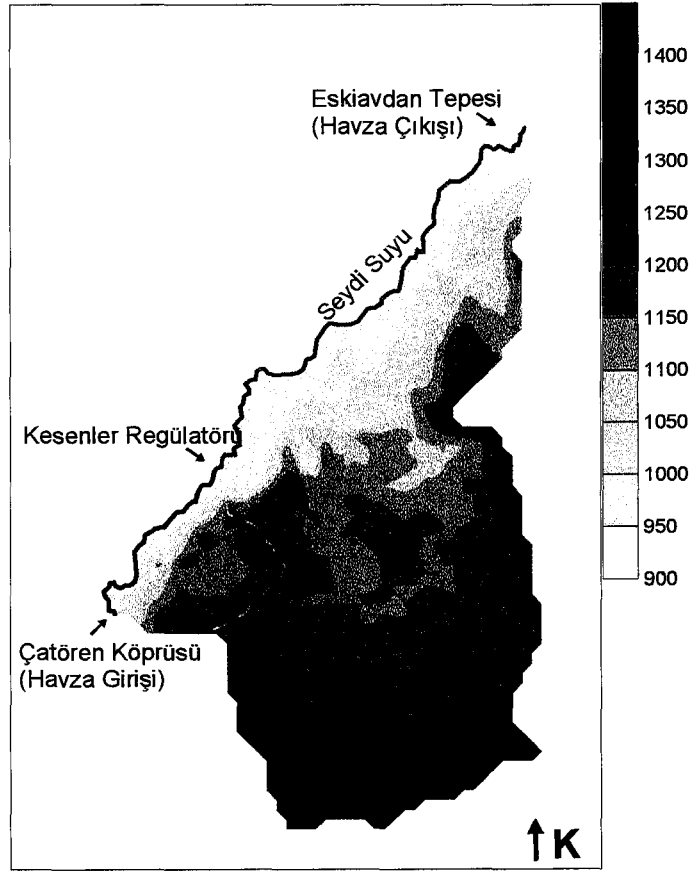 Eskiavdan Tepesi
(Havza Çıkışı)
Seydi Suyu
Kesenler Regülatörü
Çatören Köprüsü
(Havza Girişi)
K
1400
1350
1300
1250
1200
1150
1100
1050
1000
950
900